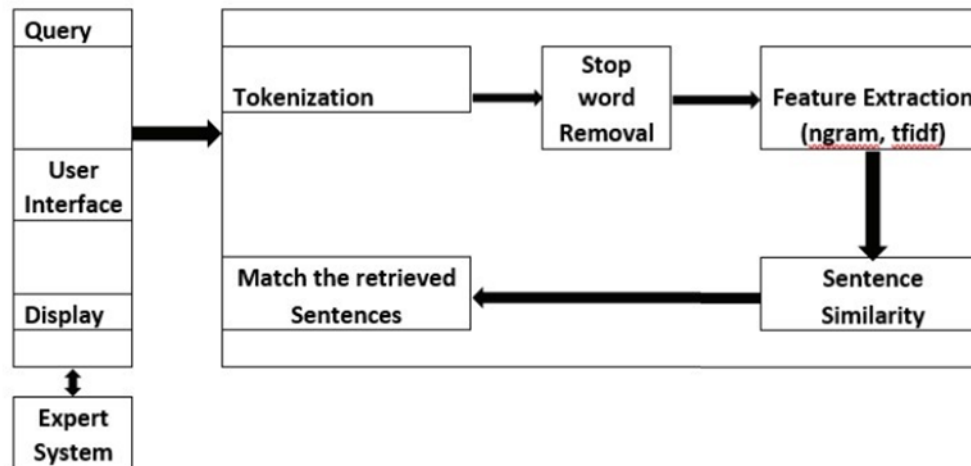 Query
User
Interface
Display
Expert
System
Tokenization
Stop
word
Removal
Feature Extraction
(ngram, tfidf)
Sentence
Similarity
Match the retrieved
Sentences